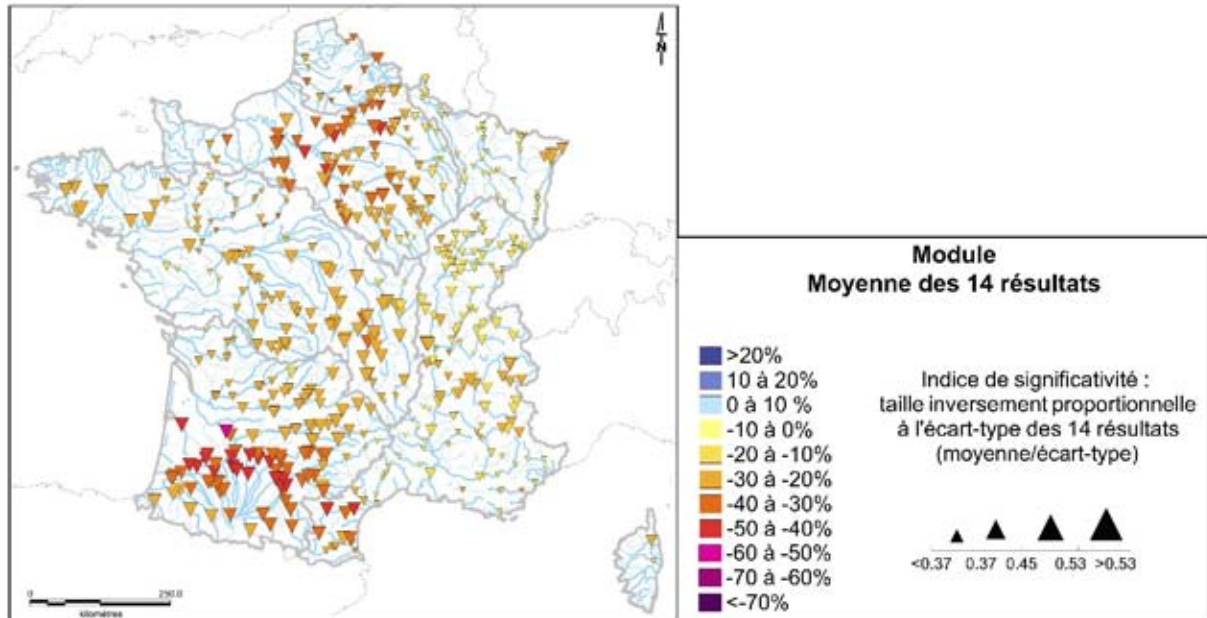 N
0 250.0
kilomètres
Module
Moyenne des 14 résultats
>20%
10 à 20%
0 à 10 %
-10 à 0%
-20 à -10%
-30 à -20%
-40 à -30%
-50 à -40%
-60 à -50%
-70 à -60%
<-70%
Indice de significativité :
taille inversement proportionnelle
à l'écart-type des 14 résultats
(moyenne/écart-type)
<0.37 0.37 0.45 0.53 >0.53